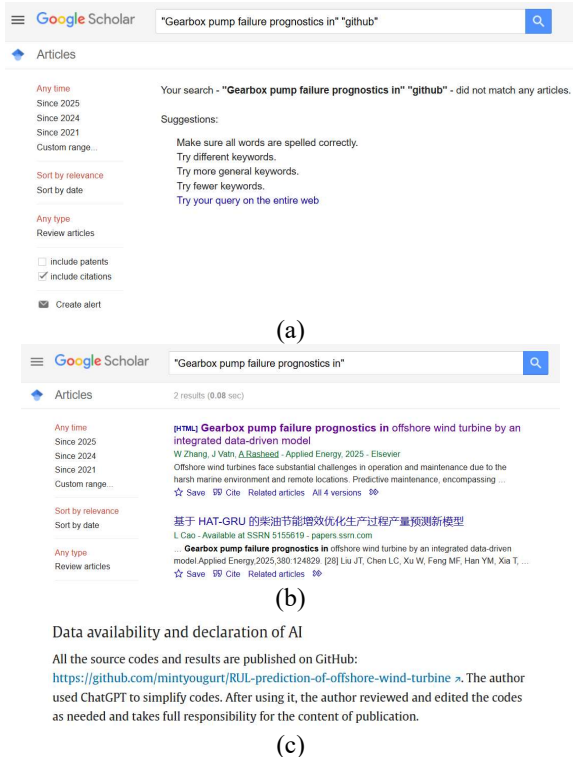 Google Scholar
"Gearbox pump failure prognostics in" "github"
Articles
Any time
Since 2025
Since 2024
Since 2021
Custom range...
Sort by relevance
Sort by date
Any type
Review articles
include patents
include citations
Create alert
Your search - "Gearbox pump failure prognostics in" "github" - did not match any articles.
Suggestions:
Make sure all words are spelled correctly.
Try different keywords.
Try more general keywords.
Try fewer keywords.
Try your query on the entire web
(a)
Google Scholar
"Gearbox pump failure prognostics in"
Articles
2 results (0.08 sec)
Any time
Since 2025
Since 2024
Since 2021
Custom range...
Sort by relevance
Sort by date
Any type
Review articles
[HTML] Gearbox pump failure prognostics in offshore wind turbine by an
integrated data-driven model
W Zhang, J Vatn, A Rasheed - Applied Energy, 2025 - Elsevier
Offshore wind turbines face substantial challenges in operation and maintenance due to the
harsh marine environment and remote locations. Predictive maintenance, encompassing ...
Save Cite Related articles All 4 versions
基于 HAT-GRU 的柴油节能增效优化生产过程产量预测新模型
L Cao - Available at SSRN 5155619 - papers.ssrn.com
... Gearbox pump failure prognostics in offshore wind turbine by an integrated data-driven
model.Applied Energy,2025,380:124829. [28] Liu JT, Chen LC, Xu W, Feng MF, Han YM, Xia T, ...
Save Cite Related articles
(b)
Data availability and declaration of AI
All the source codes and results are published on GitHub:
https://github.com/mintyougurt/RUL-prediction-of-offshore-wind-turbine. The author
used ChatGPT to simplify codes. After using it, the author reviewed and edited the codes
as needed and takes full responsibility for the content of publication.
(c)